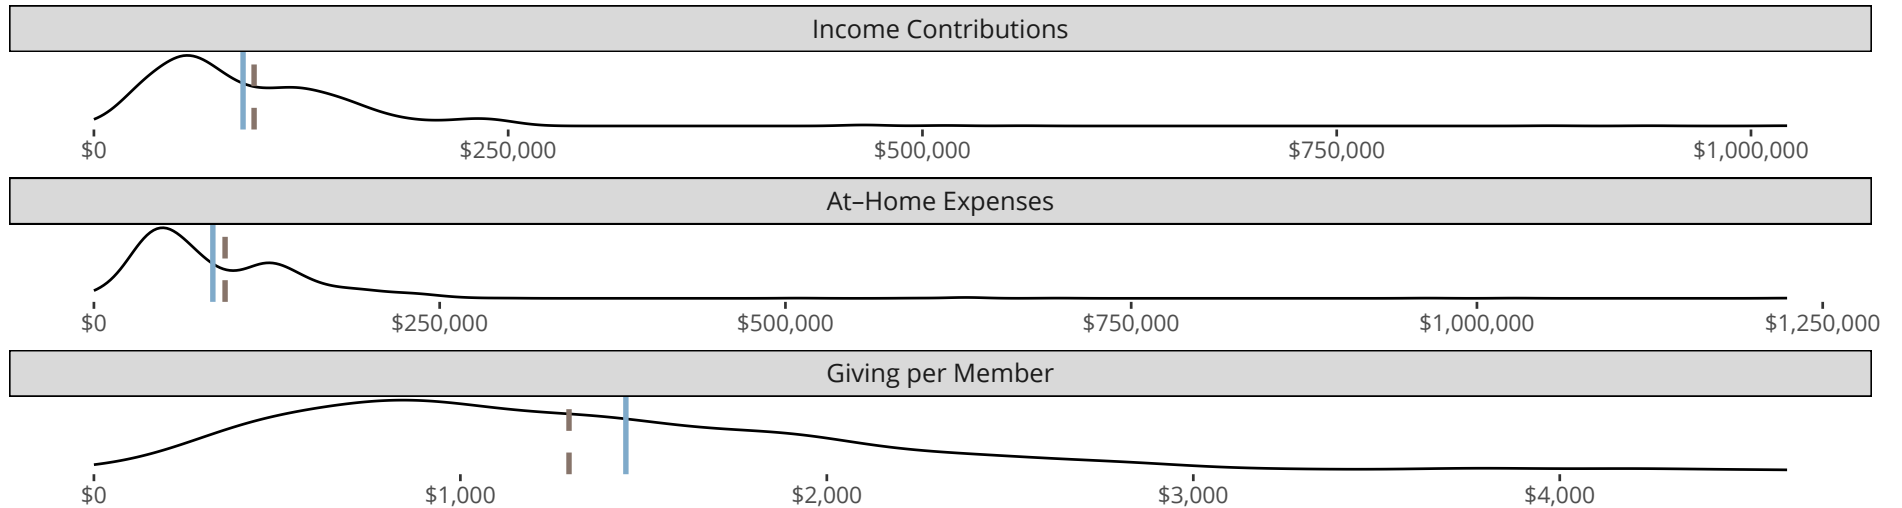 Income Contributions
$0 $250,000 $500,000 $750,000 $1,000,000
At–Home Expenses
$0 $250,000 $500,000 $750,000 $1,000,000 $1,250,000
Giving per Member
$0 $1,000 $2,000 $3,000 $4,000